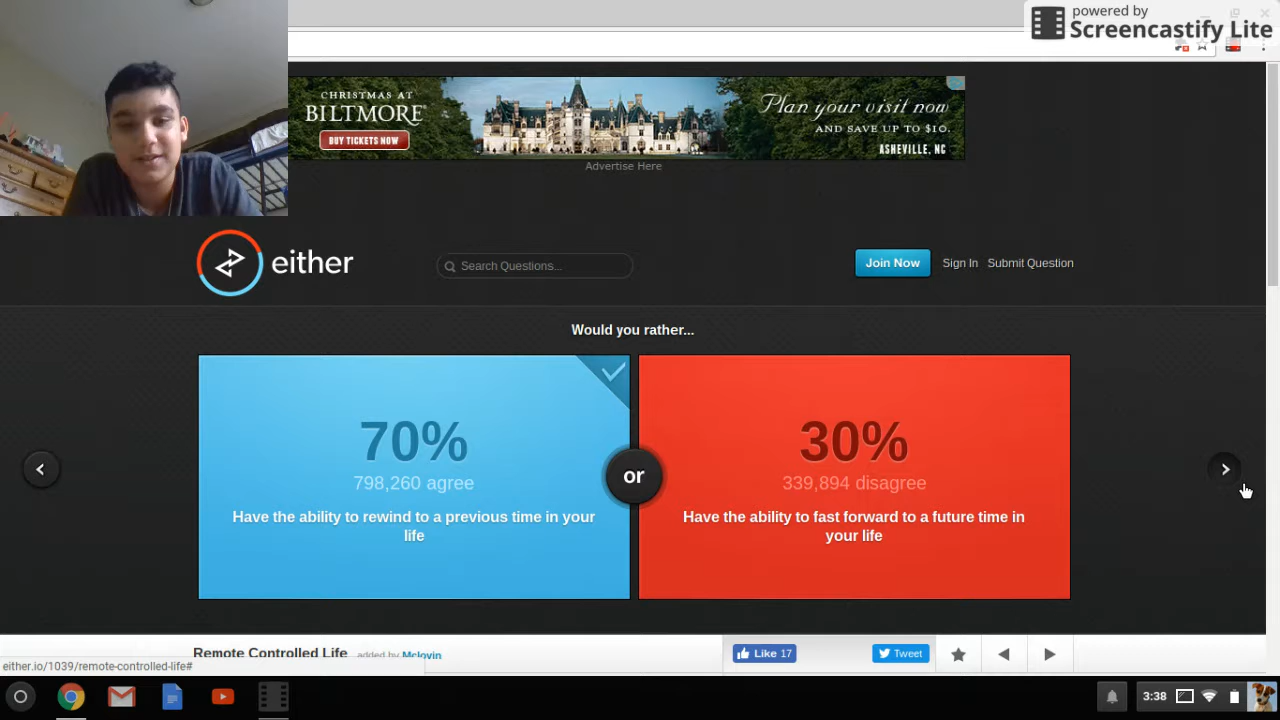 powered by
Screencastify Lite
CHRISTMAS AT
BILTMORE
BUY TICKETS NOW
Plan your visit now
AND SAVE UP TO $10.
ASHEVILLE, NC
Advertise Here
either
Search Questions...
Join Now
Sign In
Submit Question
Would you rather...
70%
798,260 agree
Have the ability to rewind to a previous time in your
life
or
30%
339,894 disagree
Have the ability to fast forward to a future time in
your life
Remote Controlled Life
added by Mclovin
Like 17
Tweet
either.io/1039/remote-controlled-life#
3:38